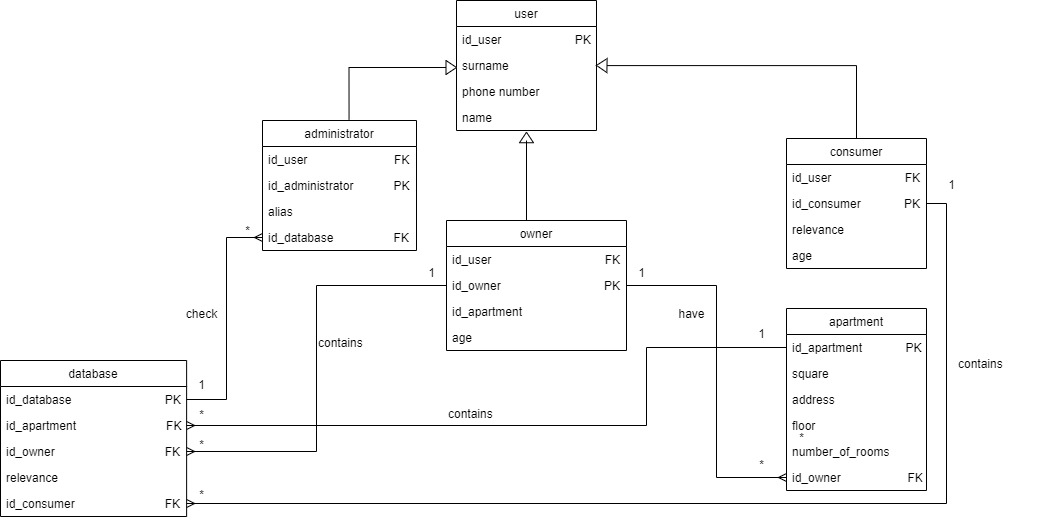 user
id_user PK
surname
phone number
name
administrator
id_user FK
id_administrator PK
alias
* id_database FK
consumer
id_user FK
1
id_consumer PK
relevance
age
owner
id_user FK
1 id_owner PK 1
id_apartment
age
check
have
contains
apartment
1
id_apartment PK
square
address
floor
*
number_of_rooms
*
id_owner FK
contains
database
1
id_database PK
*
id_apartment FK
contains
*
id_owner FK
relevance
*
id_consumer FK